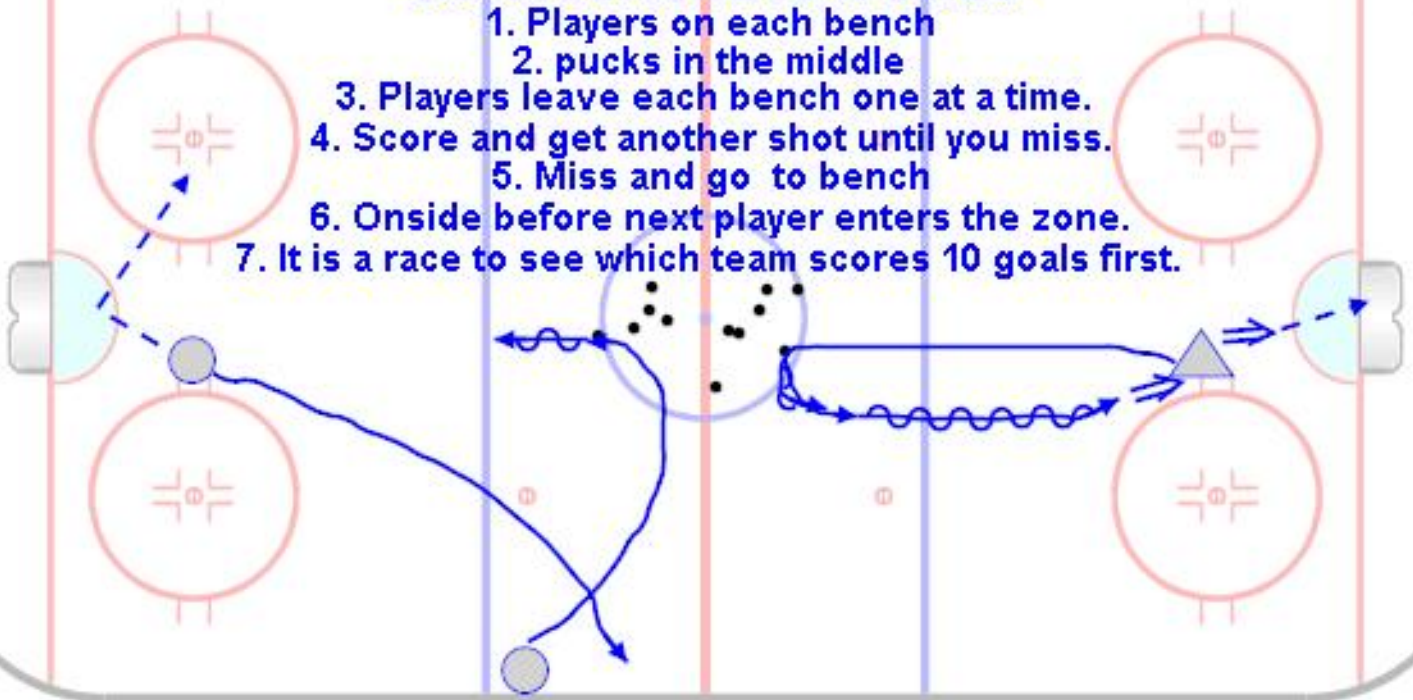 1. Players on each bench
2. pucks in the middle
3. Players leave each bench one at a time.
4. Score and get another shot until you miss.
5. Miss and go  to bench
6. Onside before next player enters the zone.
7. It is a race to see which team scores 10 goals first.